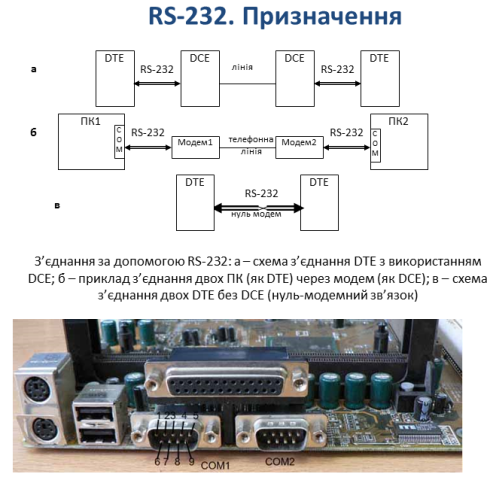 RS-232. Призначення
DTE
DCE
DCE
DTE
а
RS-232
лінія
RS-232
ПК1
ПК2
б
COM
RS-232
Модем1
телефонна
лінія
Модем2
RS-232
COM
DTE
DTE
в
RS-232
нуль модем
З’єднання за допомогою RS-232: а – схема з’єднання DTE з використанням
DCE; б – приклад з’єднання двох ПК (як DTE) через модем (як DCE); в – схема
з’єднання двох DTE без DCE (нуль-модемний зв’язок)
1 2 3 4 5
6 7 8 9
COM1
COM2
ITE